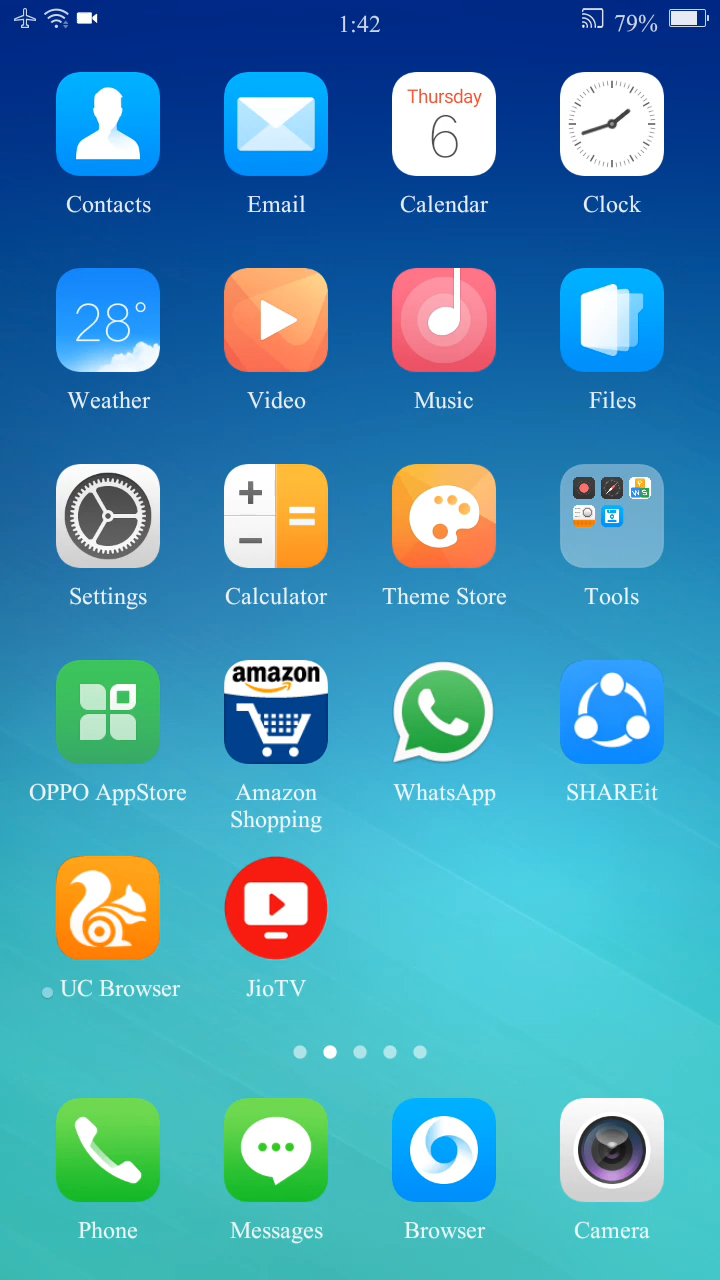 1:42
79%
Thursday
6
Contacts
Email
Calendar
Clock
28°
Weather
Video
Music
Files
Settings
Calculator
Theme Store
Tools
amazon
OPPO AppStore
Amazon
Shopping
WhatsApp
SHAREit
UC Browser
JioTV
Phone
Messages
Browser
Camera